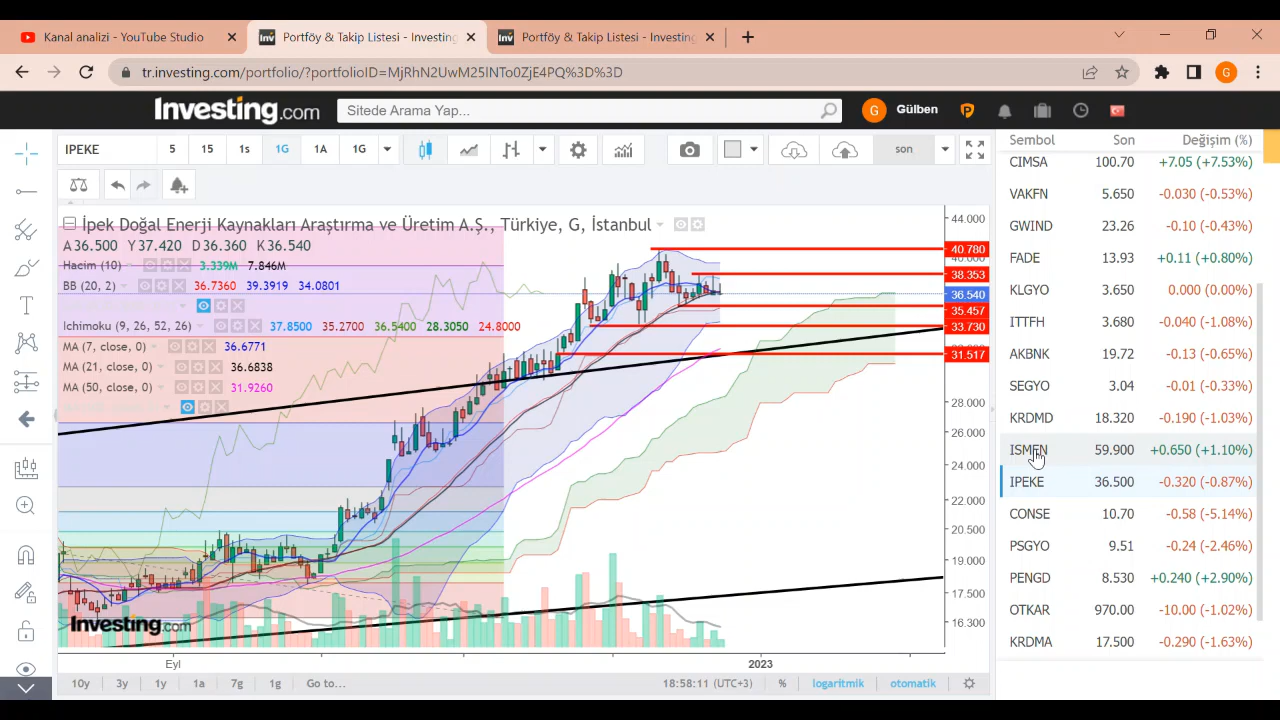 Kanal analizi - YouTube Studio
Portföy & Takip Listesi - Investing
Portföy & Takip Listesi - Investing
tr.investing.com/portfolio/?portfolioID=MjRhN2UwM25lNTo0ZjE4PQ%3D%3D
G
Investing.com
Sitede Arama Yap...
G
Gülben
IPEKE
5
15
1s
1G
1A
1G
son
İpek Doğal Enerji Kaynakları Araştırma ve Üretim A.Ş., Türkiye, G, İstanbul
A36.500 Y37.420 D36.360 K36.540
Hacim (10) 3.339M 7.846M
BB (20, 2) 36.7360 39.3919 34.0801
Ichimoku (9, 26, 52, 26) 37.8500 35.2700 36.5400 28.3050 24.8000
MA (7, close, 0) 36.6771
MA (21, close, 0) 36.6838
MA (50, close, 0) 31.9260
44.000
40.780
38.353
36.540
35.457
33.730
31.517
28.000
26.000
24.000
22.000
20.500
19.000
17.500
16.300
Investing.com
Eyl
2023
10y
3y
1y
1a
7g
1g
Go to...
18:58:11 (UTC+3)
%
logaritmik
otomatik
Sembol Son Değişim (%)
CIMSA 100.70 +7.05 (+7.53%)
VAKFN 5.650 -0.030 (-0.53%)
GWIND 23.26 -0.10 (-0.43%)
FADE 13.93 +0.11 (+0.80%)
KLGYO 3.650 0.000 (0.00%)
ITTFH 3.680 -0.040 (-1.08%)
AKBNK 19.72 -0.13 (-0.65%)
SEGYO 3.04 -0.01 (-0.33%)
KRDMD 18.320 -0.190 (-1.03%)
ISMEN 59.900 +0.650 (+1.10%)
IPEKE 36.500 -0.320 (-0.87%)
CONSE 10.70 -0.58 (-5.14%)
PSGYO 9.51 -0.24 (-2.46%)
PENGD 8.530 +0.240 (+2.90%)
OTKAR 970.00 -10.00 (-1.02%)
KRDMA 17.500 -0.290 (-1.63%)